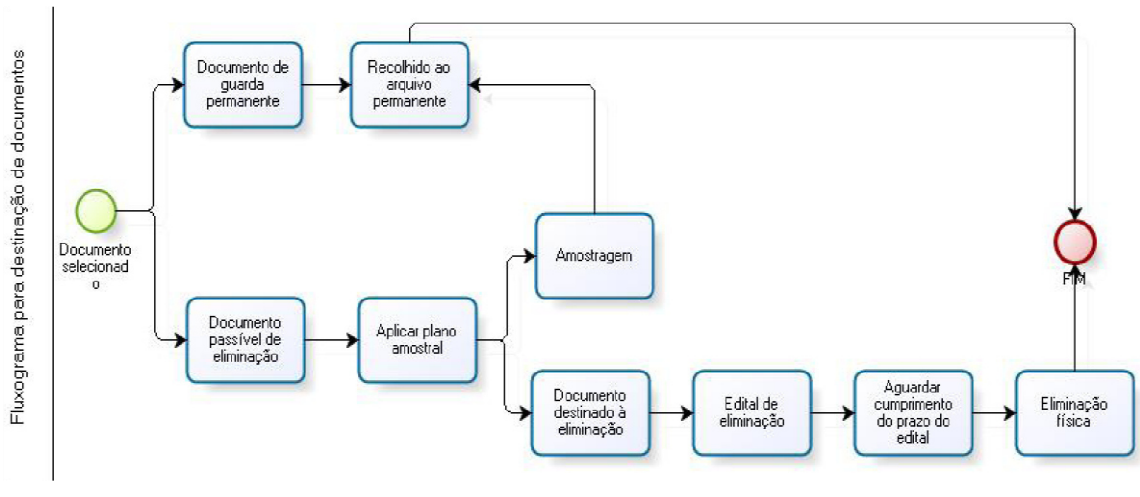 Fluxograma para destinação de documentos
Documento de
guarda
permanente
Recolhido ao
arquivo
permanente
Documento
selecionad
o
Amostragem
FIM
Documento
passível de
eliminação
Aplicar plano
amostral
Documento
destinado à
eliminação
Edital de
eliminação
Aguardar
cumprimento
do prazo do
edital
Eliminação
física